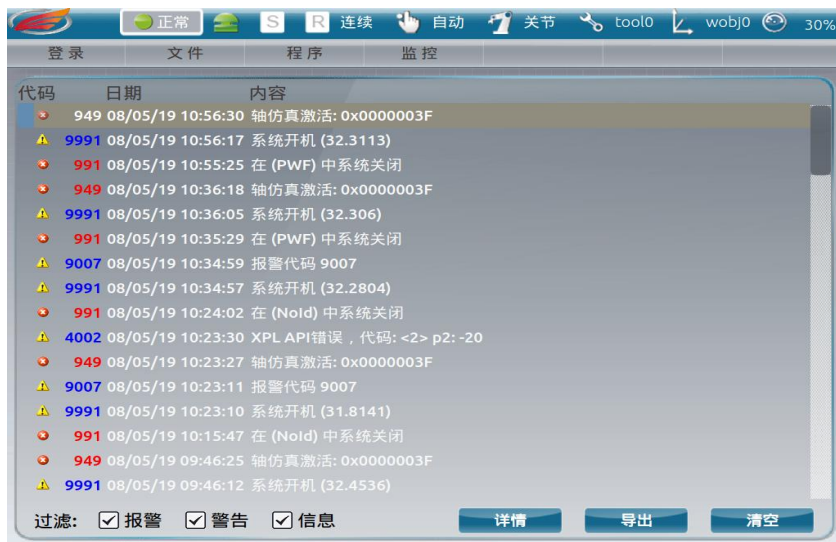 正常 S R 连续 自动 关节 tool0 wobj0 30%
登录 文件 程序 监控
代码 日期 内容
949 08/05/19 10:56:30 轴仿真激活: 0x0000003F
9991 08/05/19 10:56:17 系统开机 (32.3113)
991 08/05/19 10:55:25 在 (PWF) 中系统关闭
949 08/05/19 10:36:18 轴仿真激活: 0x0000003F
9991 08/05/19 10:36:05 系统开机 (32.306)
991 08/05/19 10:35:29 在 (PWF) 中系统关闭
9007 08/05/19 10:34:59 报警代码 9007
9991 08/05/19 10:34:57 系统开机 (32.2804)
991 08/05/19 10:24:02 在 (Nold) 中系统关闭
4002 08/05/19 10:23:30 XPL API错误，代码: <2> p2: -20
949 08/05/19 10:23:27 轴仿真激活: 0x0000003F
9007 08/05/19 10:23:11 报警代码 9007
9991 08/05/19 10:23:10 系统开机 (31.8141)
991 08/05/19 10:15:47 在 (Nold) 中系统关闭
949 08/05/19 09:46:25 轴仿真激活: 0x0000003F
9991 08/05/19 09:46:12 系统开机 (32.4536)
过滤: 报警 警告 信息 详情 导出 清空